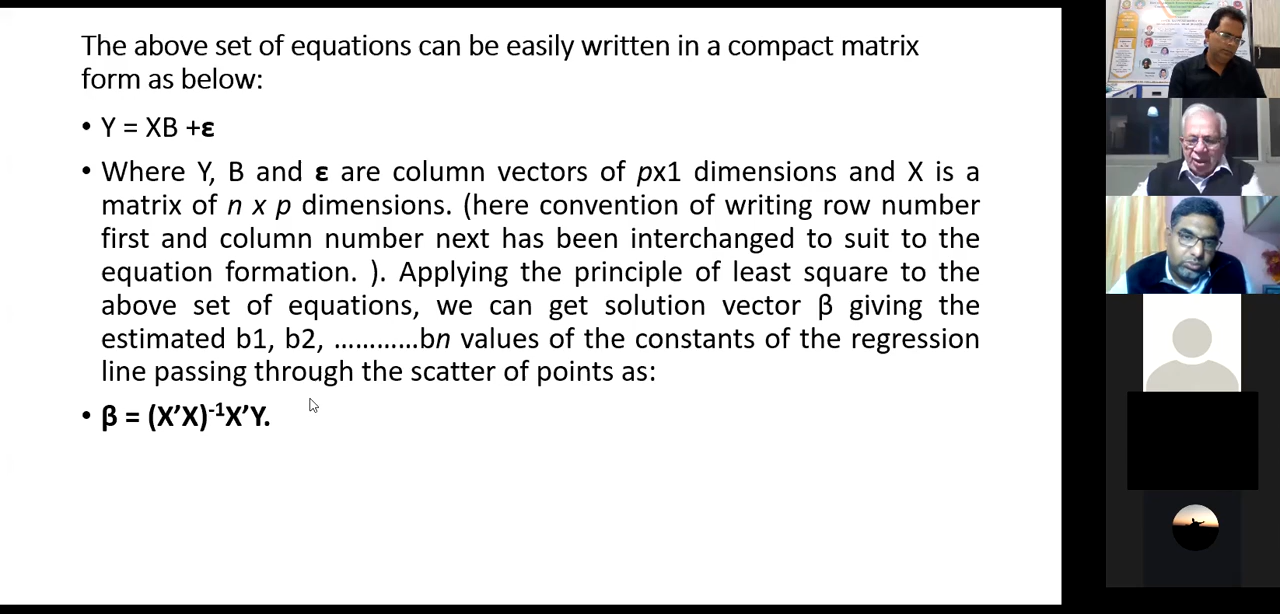 The above set of equations can be easily written in a compact matrix
form as below:
• Y = XB +ε
• Where Y, B and ε are column vectors of px1 dimensions and X is a
matrix of n x p dimensions. (here convention of writing row number
first and column number next has been interchanged to suit to the
equation formation. ). Applying the principle of least square to the
above set of equations, we can get solution vector β giving the
estimated b1, b2, …………bn values of the constants of the regression
line passing through the scatter of points as:
• β = (X’X)⁻¹X’Y.